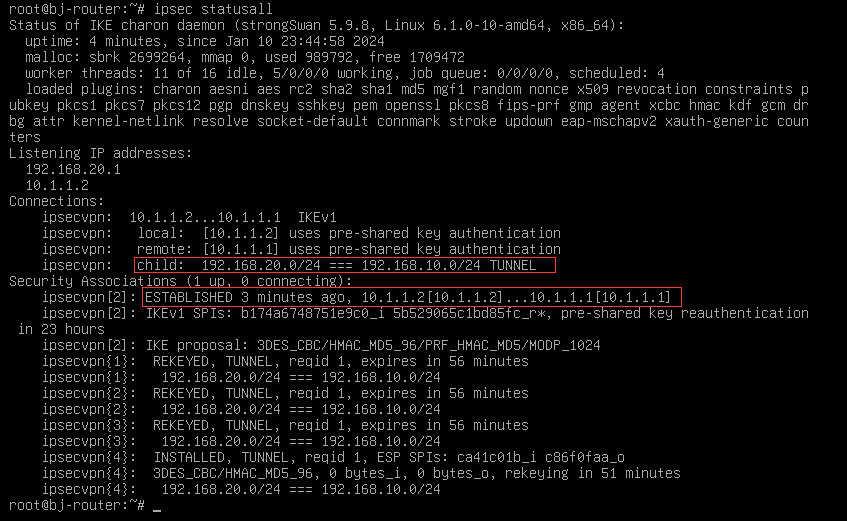 root@bj-router:~# ipsec statusall
Status of IKE charon daemon (strongSwan 5.9.8, Linux 6.1.0-10-amd64, x86_64):
  uptime: 4 minutes, since Jan 10 23:44:58 2024
  malloc: sbrk 2699264, mmap 0, used 989792, free 1709472
  worker threads: 11 of 16 idle, 5/0/0/0 working, job queue: 0/0/0/0, scheduled: 4
  loaded plugins: charon aesni aes rc2 sha2 sha1 md5 mgf1 random nonce x509 revocation constraints p
ubkey pkcs1 pkcs7 pkcs12 pgp dnskey sshkey pem openssl pkcs8 fips-prf gmp agent xcbc hmac kdf gcm dr
bg attr kernel-netlink resolve socket-default connmark stroke updown eap-mschapv2 xauth-generic coun
ters
Listening IP addresses:
  192.168.20.1
  10.1.1.2
Connections:
    ipsecvpn:  10.1.1.2...10.1.1.1  IKEv1
    ipsecvpn:   local:  [10.1.1.2] uses pre-shared key authentication
    ipsecvpn:   remote: [10.1.1.1] uses pre-shared key authentication
    ipsecvpn:   child:  192.168.20.0/24 === 192.168.10.0/24 TUNNEL
Security Associations (1 up, 0 connecting):
    ipsecvpn[2]: ESTABLISHED 3 minutes ago, 10.1.1.2[10.1.1.2]...10.1.1.1[10.1.1.1]
    ipsecvpn[2]: IKEv1 SPIs: b174a6748751e9c0_i 5b529065c1bd85fc_r*, pre-shared key reauthentication
 in 23 hours
    ipsecvpn[2]: IKE proposal: 3DES_CBC/HMAC_MD5_96/PRF_HMAC_MD5/MODP_1024
    ipsecvpn{1}:  REKEYED, TUNNEL, reqid 1, expires in 56 minutes
    ipsecvpn{1}:   192.168.20.0/24 === 192.168.10.0/24
    ipsecvpn{2}:  REKEYED, TUNNEL, reqid 1, expires in 56 minutes
    ipsecvpn{2}:   192.168.20.0/24 === 192.168.10.0/24
    ipsecvpn{3}:  REKEYED, TUNNEL, reqid 1, expires in 56 minutes
    ipsecvpn{3}:   192.168.20.0/24 === 192.168.10.0/24
    ipsecvpn{4}:  INSTALLED, TUNNEL, reqid 1, ESP SPIs: ca41c01b_i c86f0faa_o
    ipsecvpn{4}:  3DES_CBC/HMAC_MD5_96, 0 bytes_i, 0 bytes_o, rekeying in 51 minutes
    ipsecvpn{4}:   192.168.20.0/24 === 192.168.10.0/24
root@bj-router:~# _